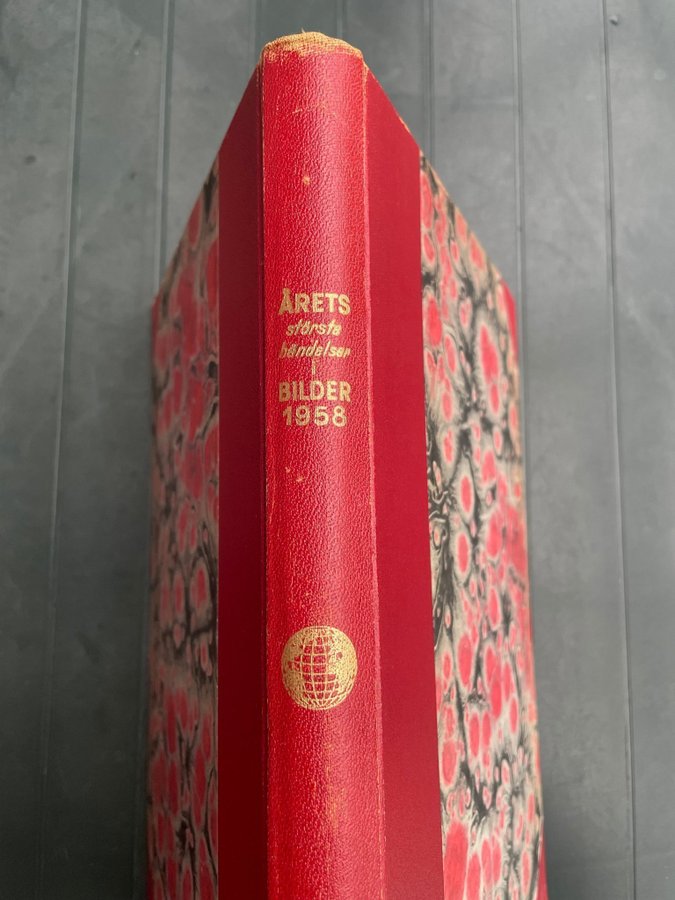 ÅRETS
största
händelser
i
BILDER
1958